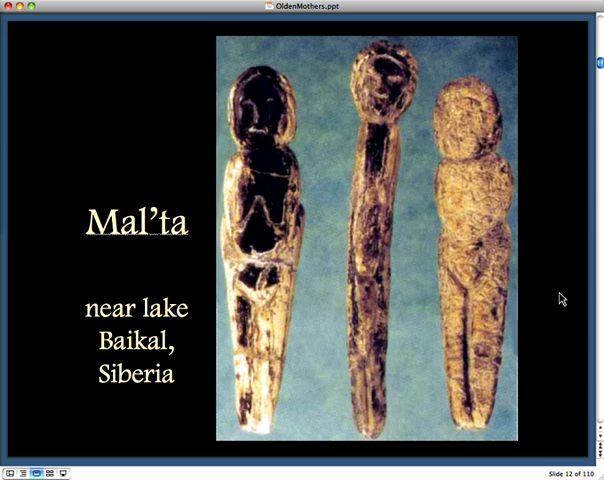 OldenMothers.ppt
Mal'ta
near lake
Baikal,
Siberia
Slide 12 of 110